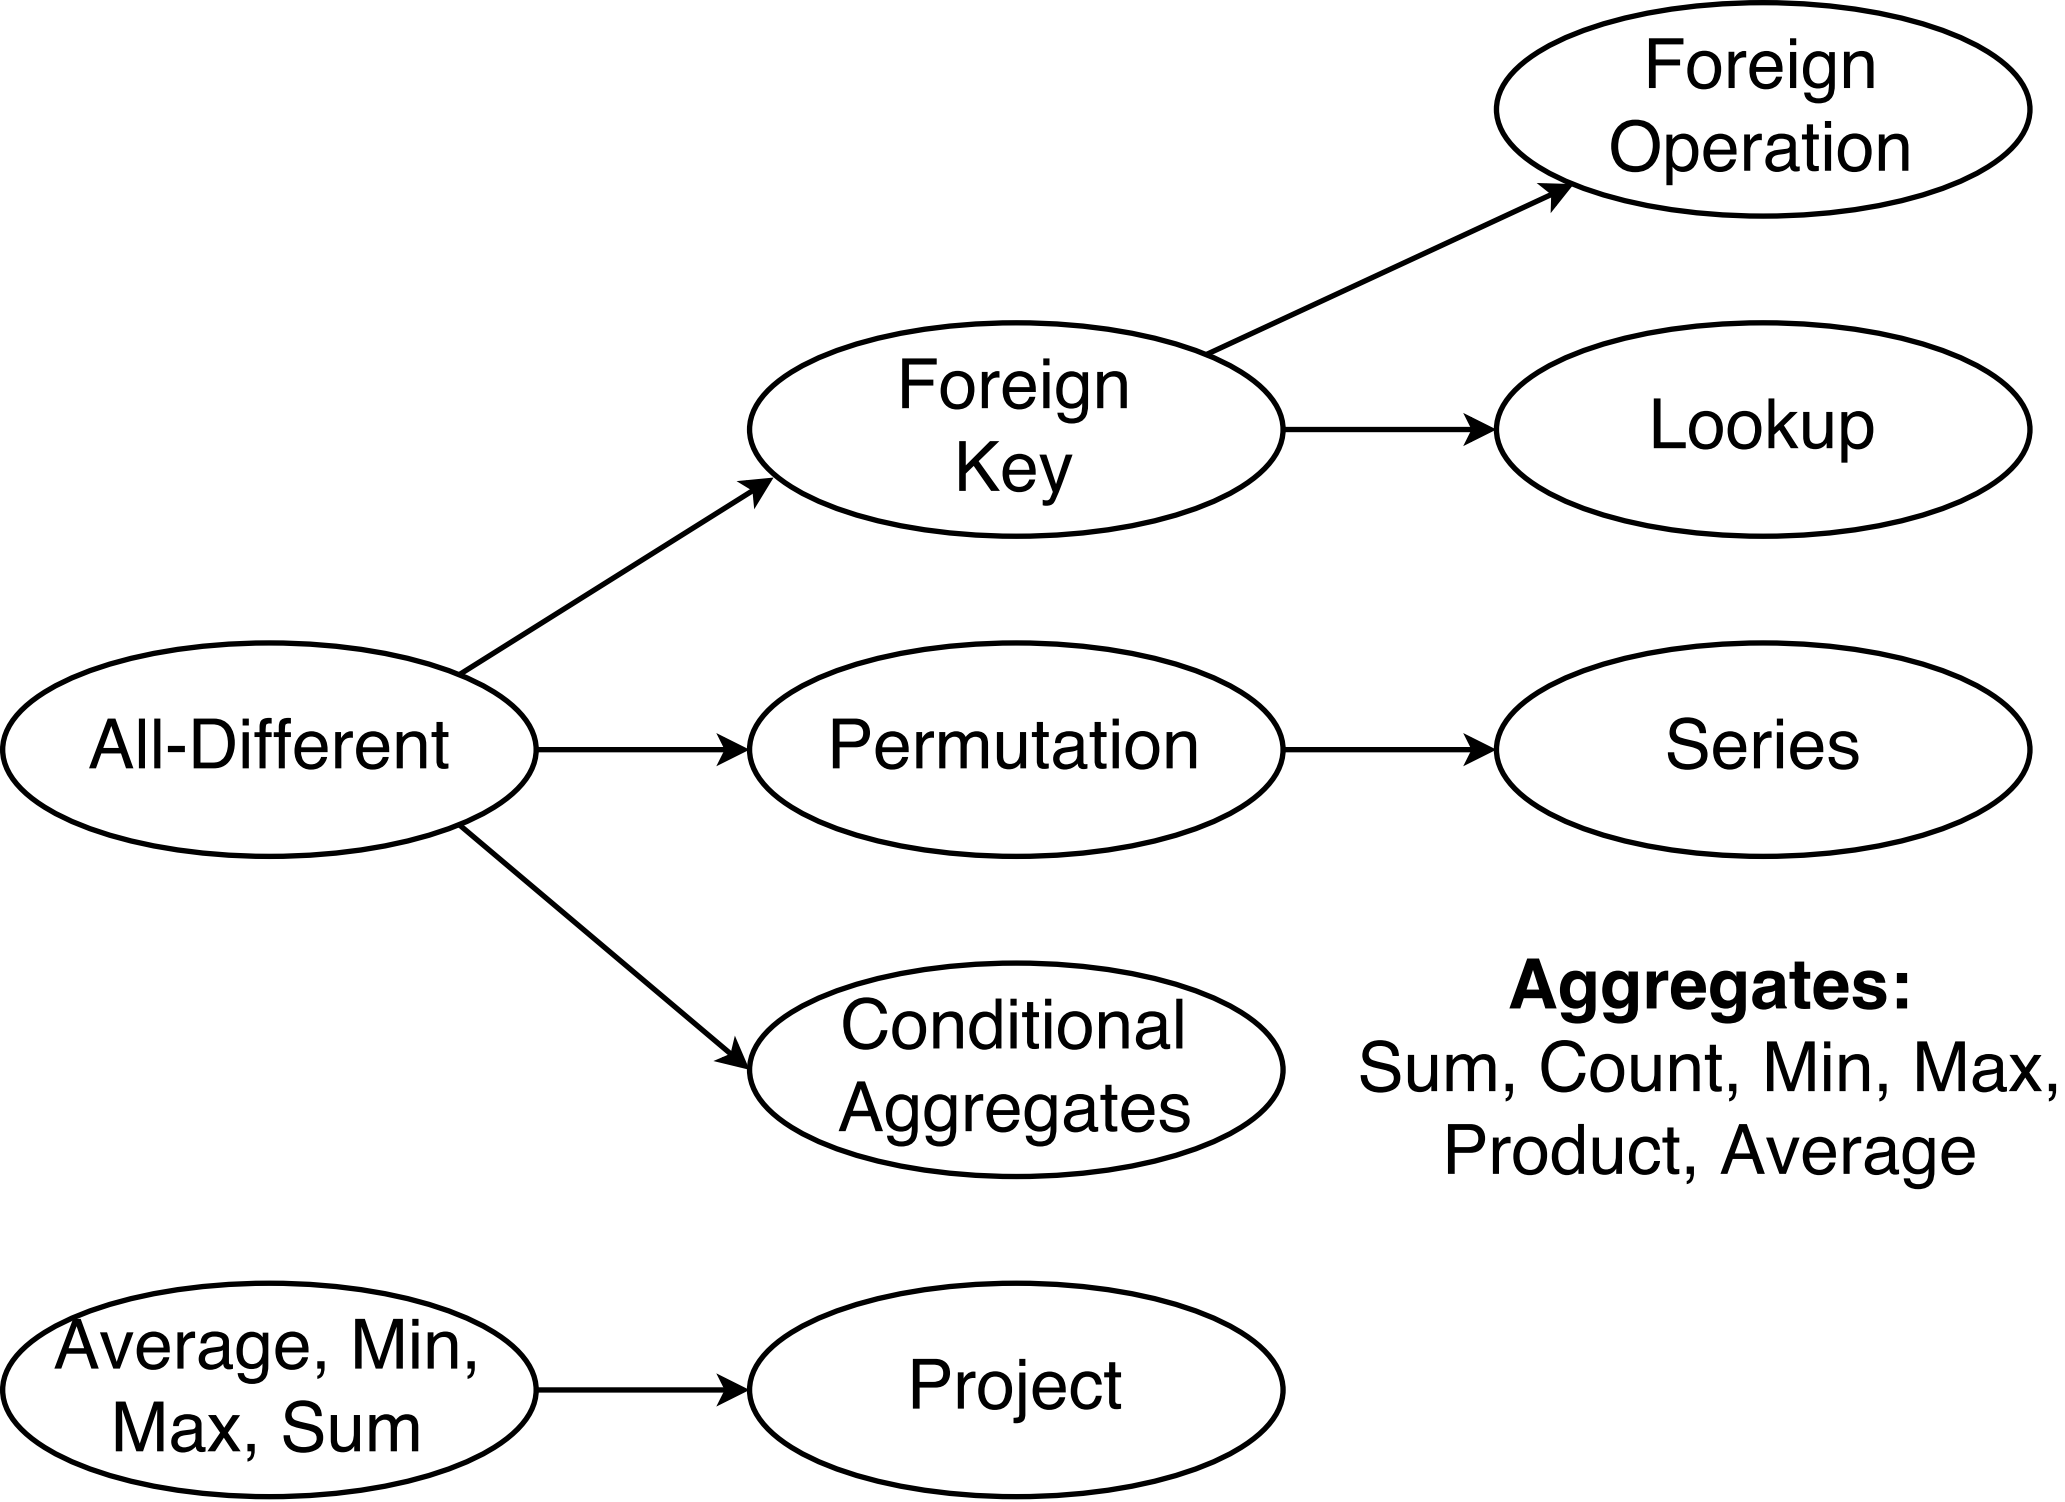 Foreign
Operation
Foreign
Key
Lookup
All-Different
Permutation
Series
Conditional
Aggregates
Aggregates:
Sum, Count, Min, Max,
Product, Average
Average, Min,
Max, Sum
Project